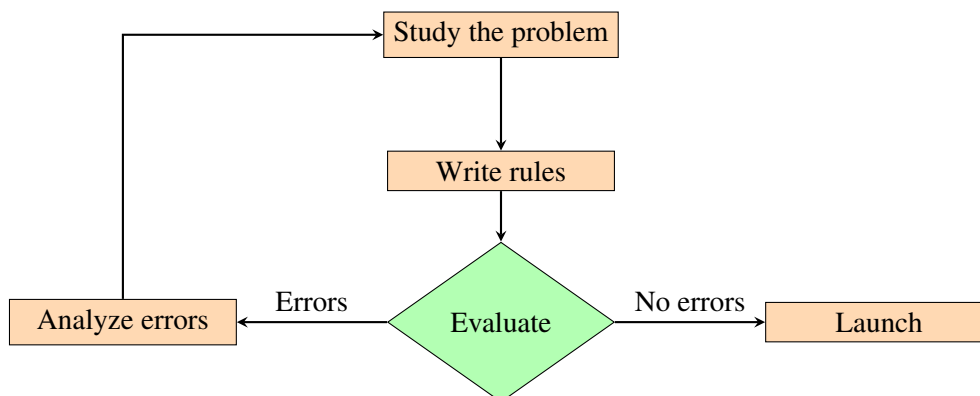 Study the problem
Write rules
Errors
No errors
Analyze errors
Evaluate
Launch